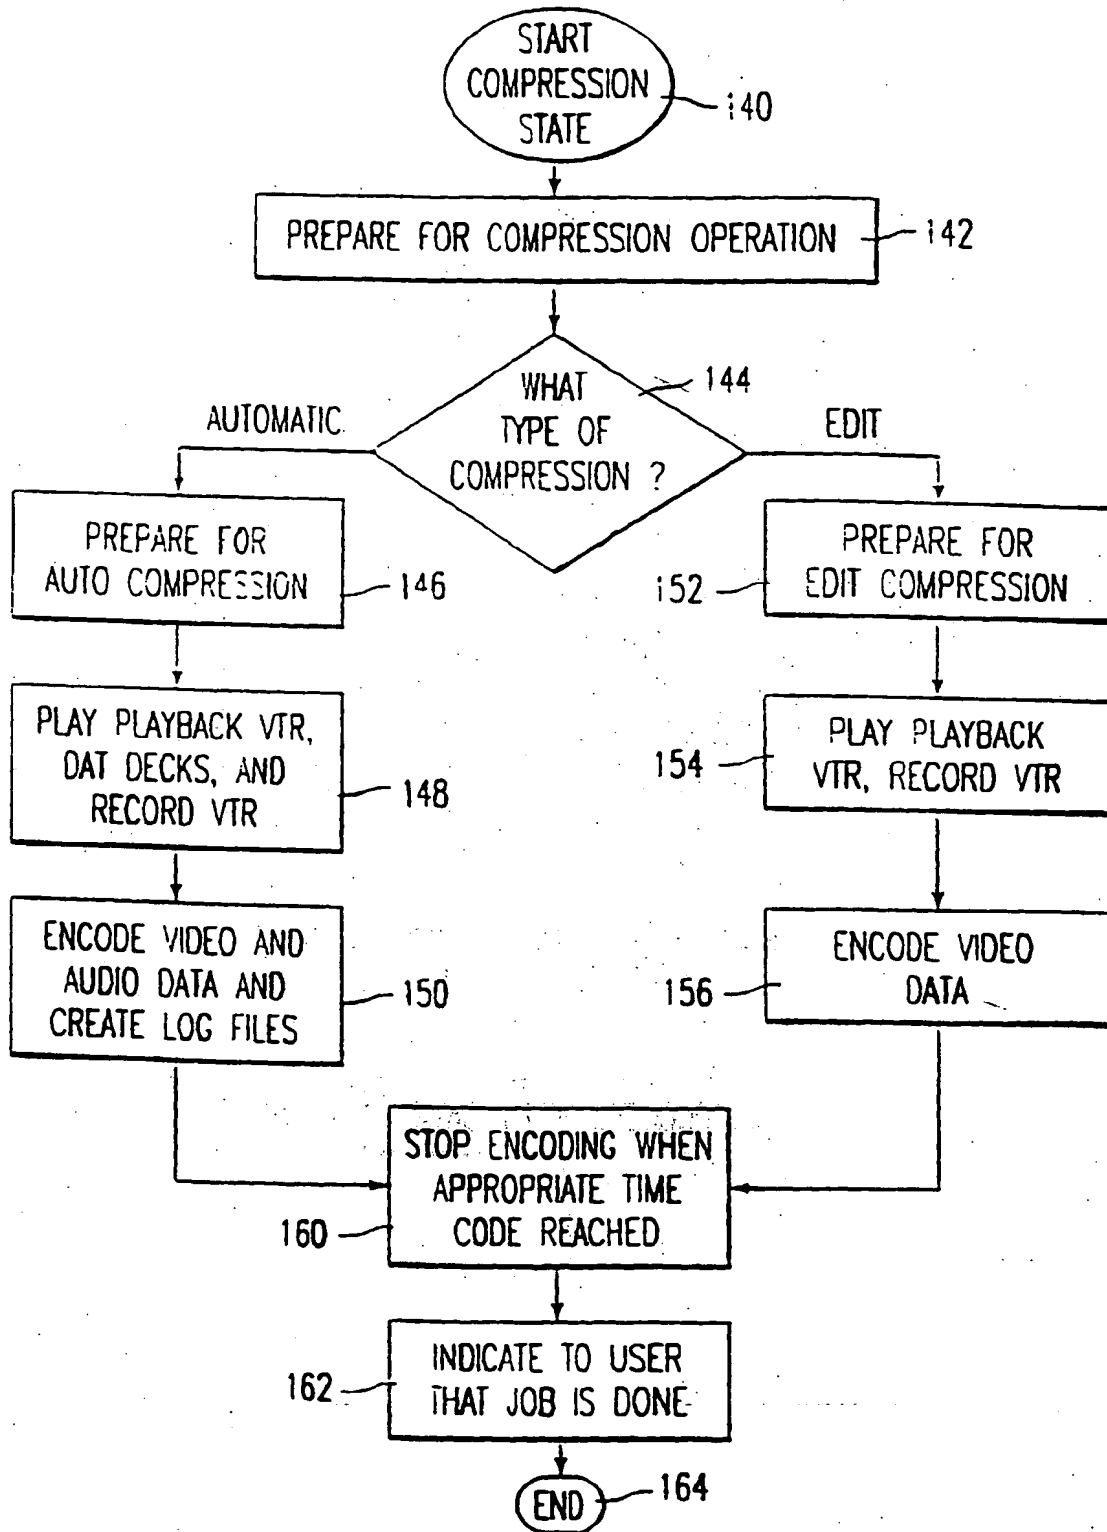 START
COMPRESSION
STATE
140
PREPARE FOR COMPRESSION OPERATION
142
WHAT
TYPE OF
COMPRESSION ?
144
AUTOMATIC
EDIT
PREPARE FOR
AUTO COMPRESSION
146
PREPARE FOR
EDIT COMPRESSION
152
PLAY PLAYBACK VTR,
DAT DECKS, AND
RECORD VTR
148
PLAY PLAYBACK
VTR, RECORD VTR
154
ENCODE VIDEO AND
AUDIO DATA AND
CREATE LOG FILES
150
ENCODE VIDEO
DATA
156
STOP ENCODING WHEN
APPROPRIATE TIME
CODE REACHED
160
INDICATE TO USER
THAT JOB IS DONE
162
END
164